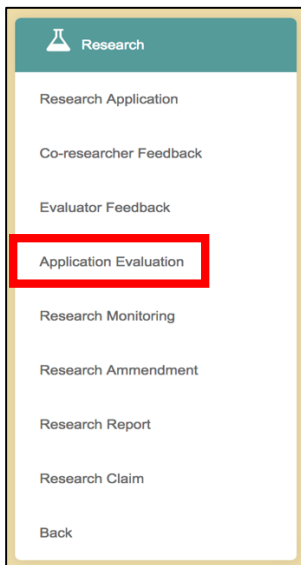 Research
Research Application
Co-researcher Feedback
Evaluator Feedback
Application Evaluation
Research Monitoring
Research Ammendment
Research Report
Research Claim
Back